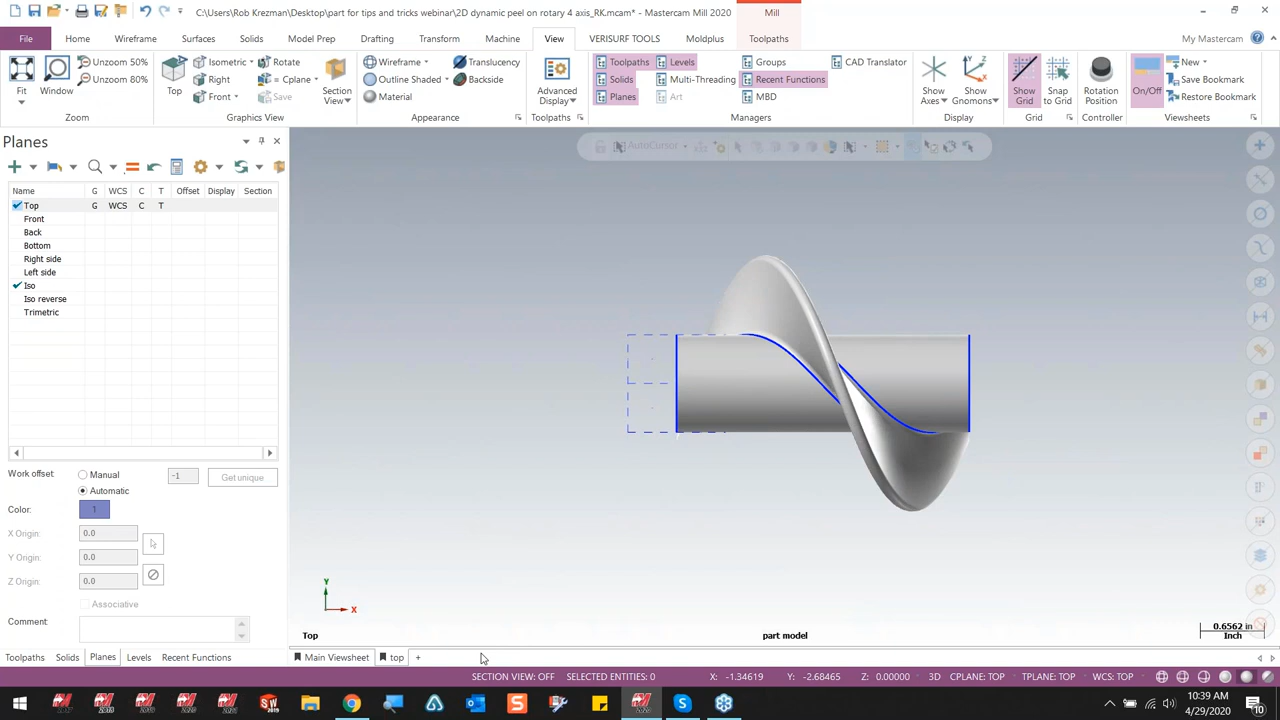 C:\Users\Rob Krezman\Desktop\part for tips and tricks webinar\2D dynamic peel on rotary 4 axis_RK.mcam* - Mastercam Mill 2020
Mill
File Home Wireframe Surfaces Solids Model Prep Drafting Transform Machine View VERISURF TOOLS Moldplus Toolpaths My Mastercam
Unzoom 50% Isometric Rotate Wireframe Translucency Toolpaths Levels Groups CAD Translator New
Unzoom 80% Right = Cplane Outline Shaded Backside Solids Multi-Threading Recent Functions Save Bookmark
Fit Window Top Front Save Section View Material Advanced Display Planes Art MBD Show Axes Show Gnomons Show Grid Snap to Grid Rotation Position On/Off Restore Bookmark
Zoom Graphics View Appearance Toolpaths Managers Display Grid Controller Viewsheets
Planes
AutoCursor
Name G WCS C T Offset Display Section
Top G WCS C T
Front
Back
Bottom
Right side
Left side
Iso
Iso reverse
Trimetric
Work offset: Manual -1 Get unique
Automatic
Color: 1
X Origin: 0.0
Y Origin: 0.0
Z Origin: 0.0
Associative
Comment:
Y
X
Top part model 0.6562 in
Inch
Toolpaths Solids Planes Levels Recent Functions Main Viewsheet top +
SECTION VIEW: OFF SELECTED ENTITIES: 0 X: -1.34619 Y: -2.68465 Z: 0.00000 3D CPLANE: TOP TPLANE: TOP WCS: TOP
10:39 AM
4/29/2020